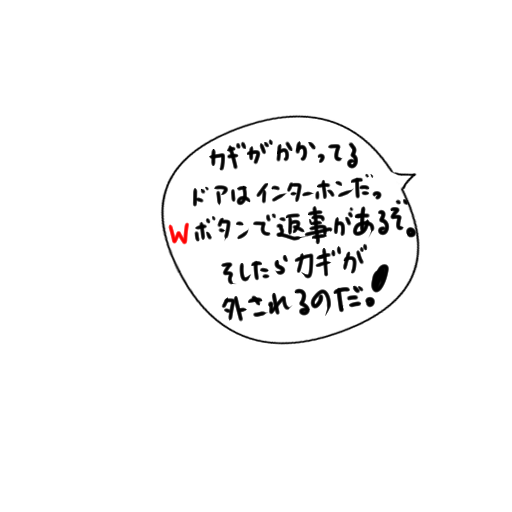 カギがかかってる
ドアはインターホンだっ
Wボタンで返事があるぞ。
そしたらカギが
外されるのだ!